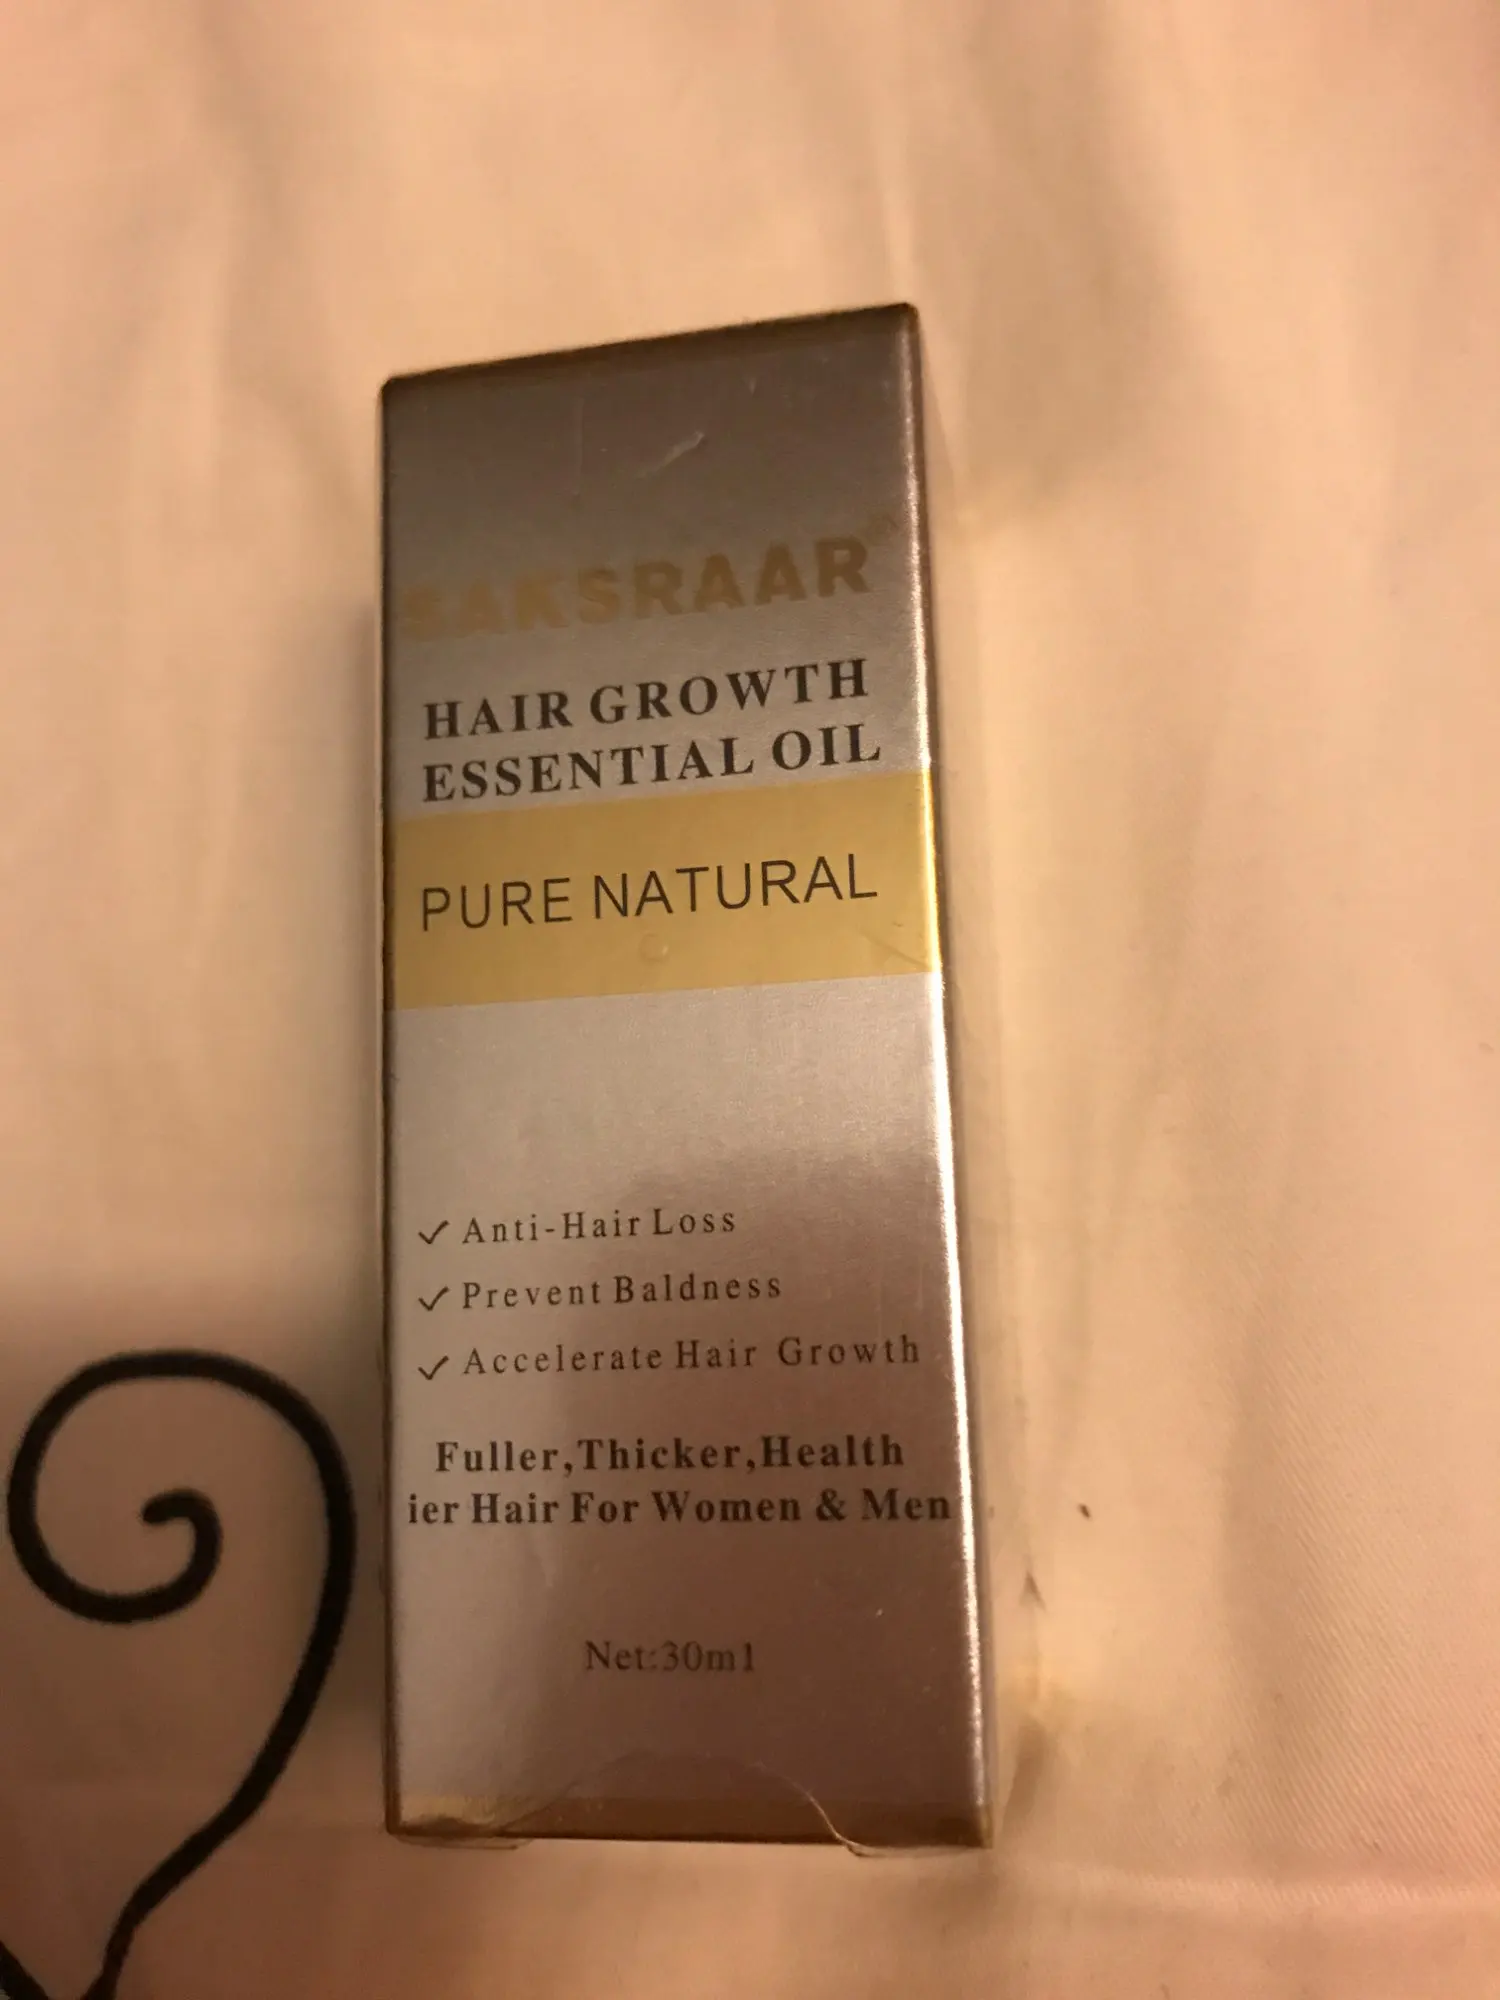 SAKSRAAR
HAIR GROWTH
ESSENTIAL OIL
PURE NATURAL
✓ Anti-Hair Loss
✓ Prevent Baldness
✓ Accelerate Hair Growth
Fuller,Thicker,Health
ier Hair For Women & Men
Net:30ml